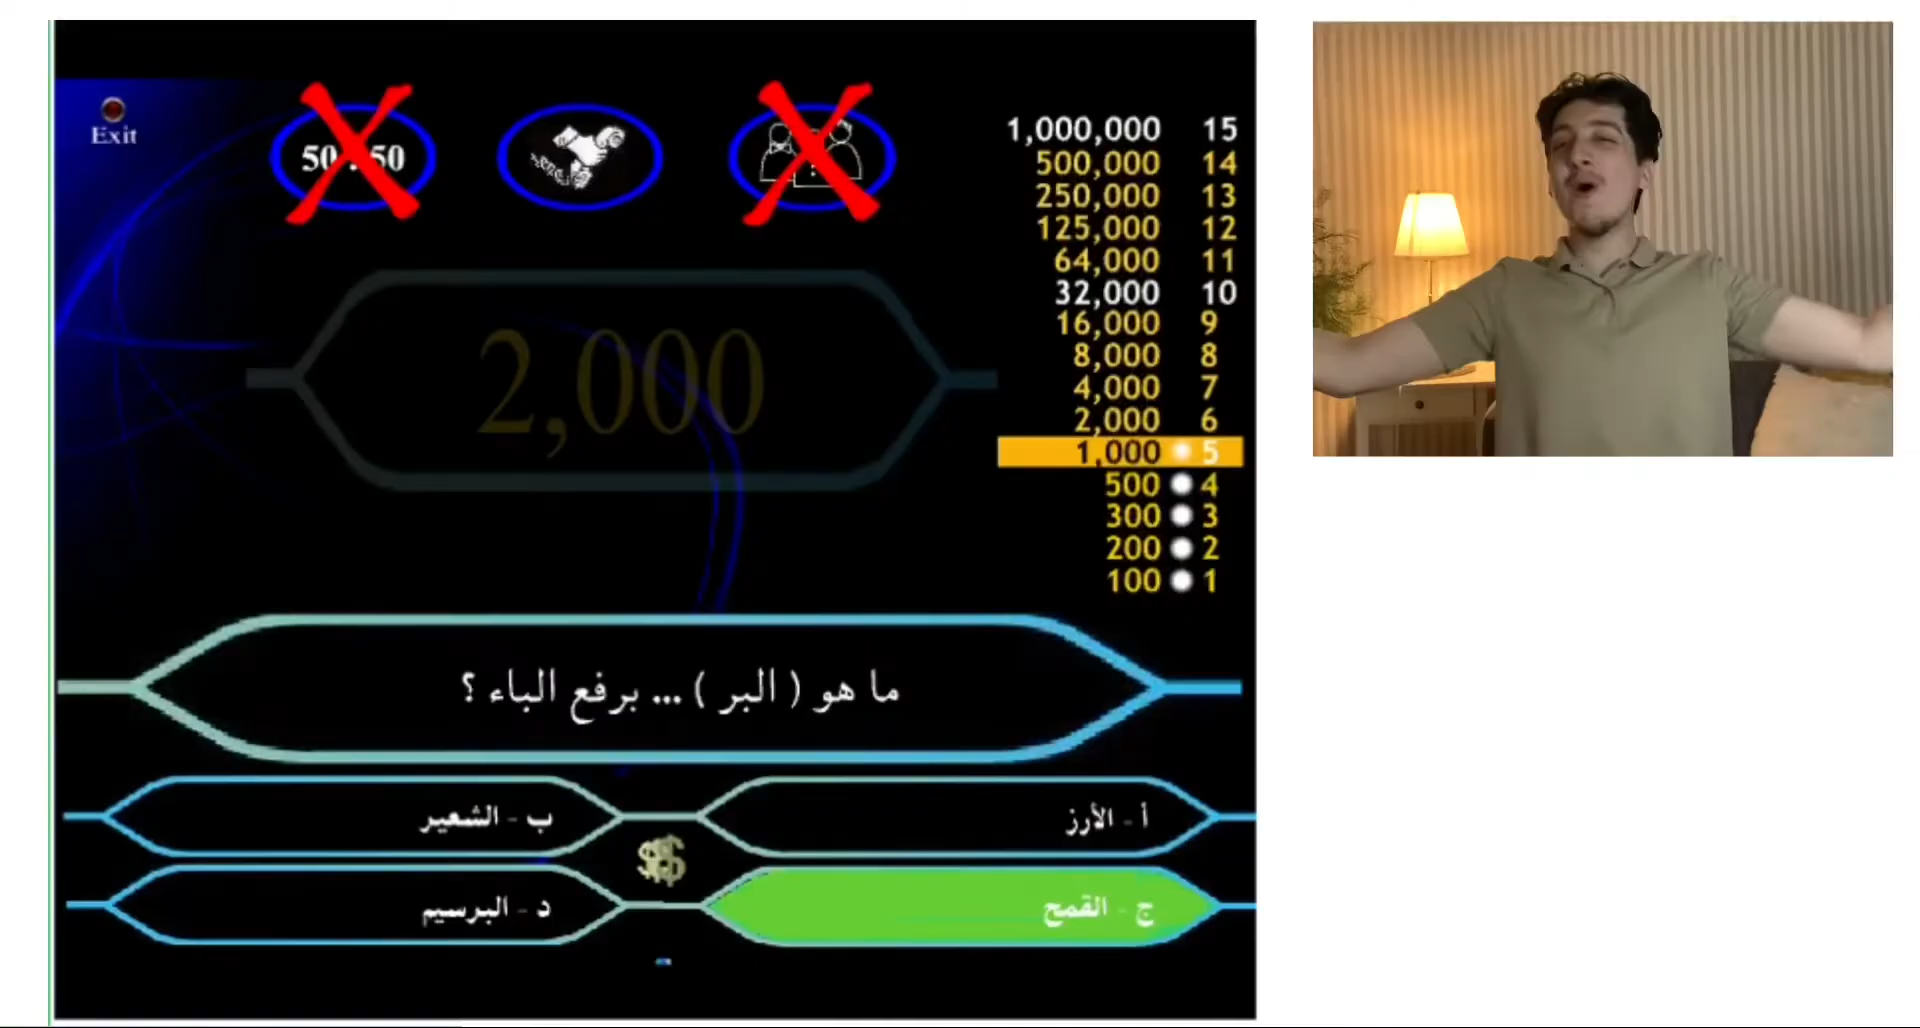 Exit
50:50
1,000,000 15
500,000 14
250,000 13
125,000 12
64,000 11
32,000 10
16,000 9
8,000 8
4,000 7
2,000 6
1,000 5
500 4
300 3
200 2
100 1
2,000
ما هو ( البر ) ... برفع الباء ؟
أ - الأرز
ب - الشعير
ج - القمح
د - البرسيم